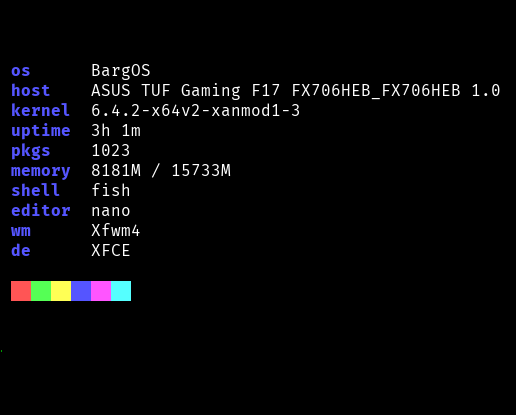 os BargOS
host ASUS TUF Gaming F17 FX706HEB_FX706HEB 1.0
kernel 6.4.2-x64v2-xanmod1-3
uptime 3h 1m
pkgs 1023
memory 8181M / 15733M
shell fish
editor nano
wm Xfwm4
de XFCE